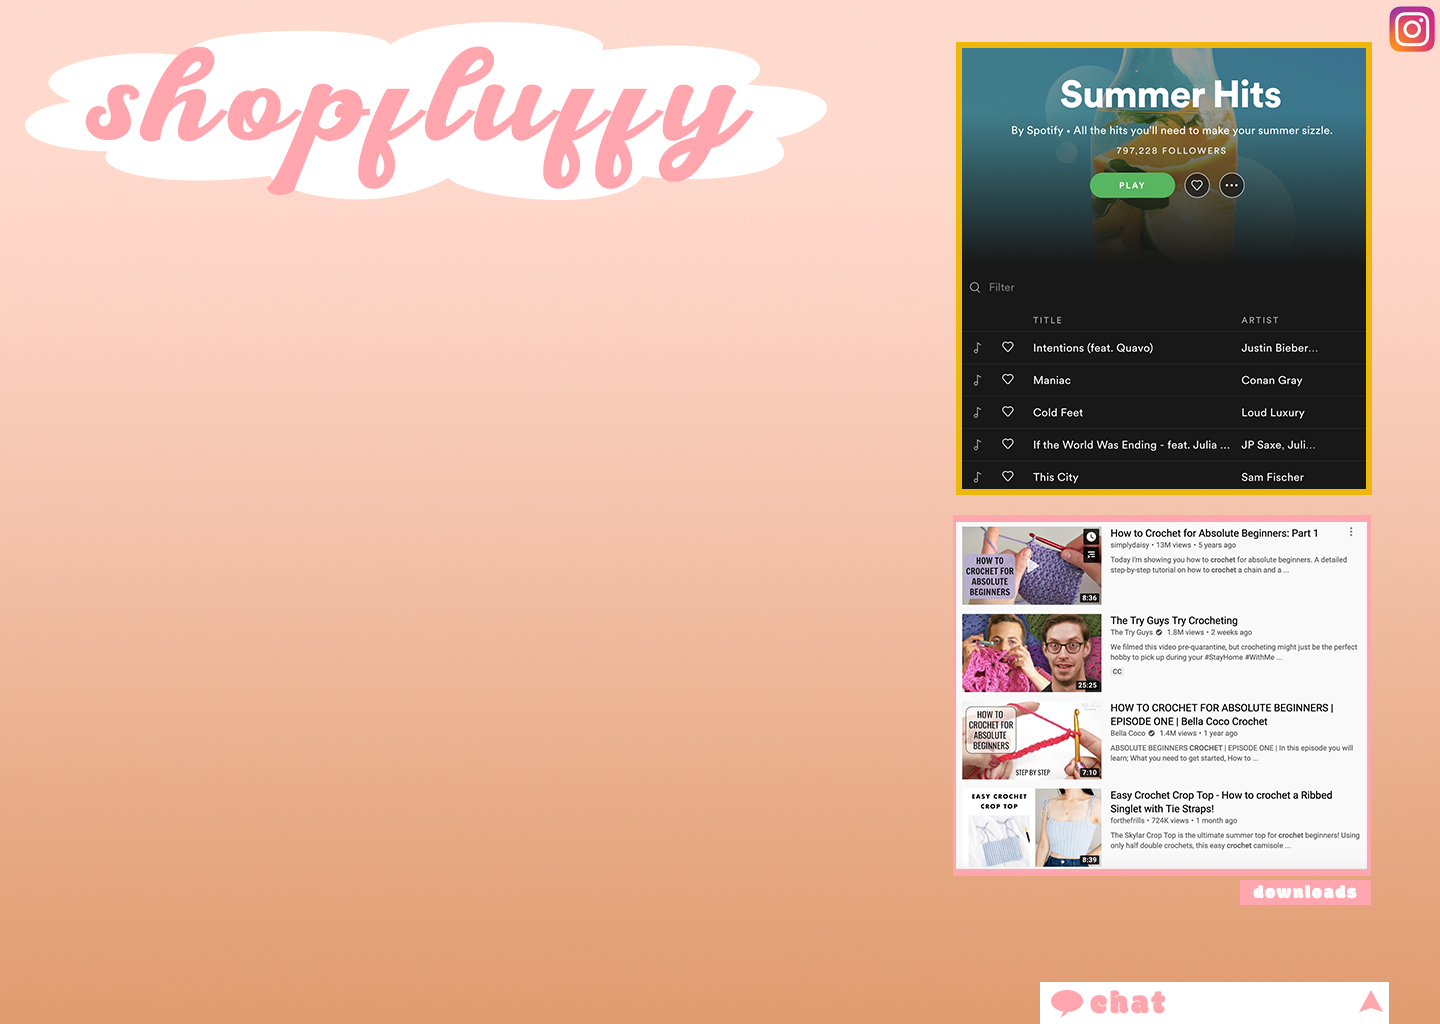 shopfluffy
Summer Hits
By Spotify • All the hits you'll need to make your summer sizzle.
797,228 FOLLOWERS
PLAY
Filter
TITLE ARTIST
Intentions (feat. Quavo) Justin Bieber...
Maniac Conan Gray
Cold Feet Loud Luxury
If the World Was Ending - feat. Julia ... JP Saxe, Juli...
This City Sam Fischer
HOW TO
CROCHET FOR
ABSOLUTE
BEGINNERS
8:36
How to Crochet for Absolute Beginners: Part 1
simplydaisy • 13M views • 5 years ago
Today I'm showing you how to crochet for absolute beginners. A detailed
step-by-step tutorial on how to crochet a chain and a ...
25:25
The Try Guys Try Crocheting
The Try Guys 1.8M views • 2 weeks ago
We filmed this video pre-quarantine, but crocheting might just be the perfect
hobby to pick up during your #StayHome #WithMe ...
CC
HOW TO
CROCHET FOR
ABSOLUTE
BEGINNERS
STEP BY STEP
7:10
HOW TO CROCHET FOR ABSOLUTE BEGINNERS |
EPISODE ONE | Bella Coco Crochet
Bella Coco 1.4M views • 1 year ago
ABSOLUTE BEGINNERS CROCHET | EPISODE ONE | In this episode you will
learn; What you need to get started, How to ...
EASY CROCHET
CROP TOP
8:39
Easy Crochet Crop Top - How to crochet a Ribbed
Singlet with Tie Straps!
forthefrills • 724K views • 1 month ago
The Skylar Crop Top is the ultimate summer top for crochet beginners! Using
only half double crochets, this easy crochet camisole ...
downloads
chat